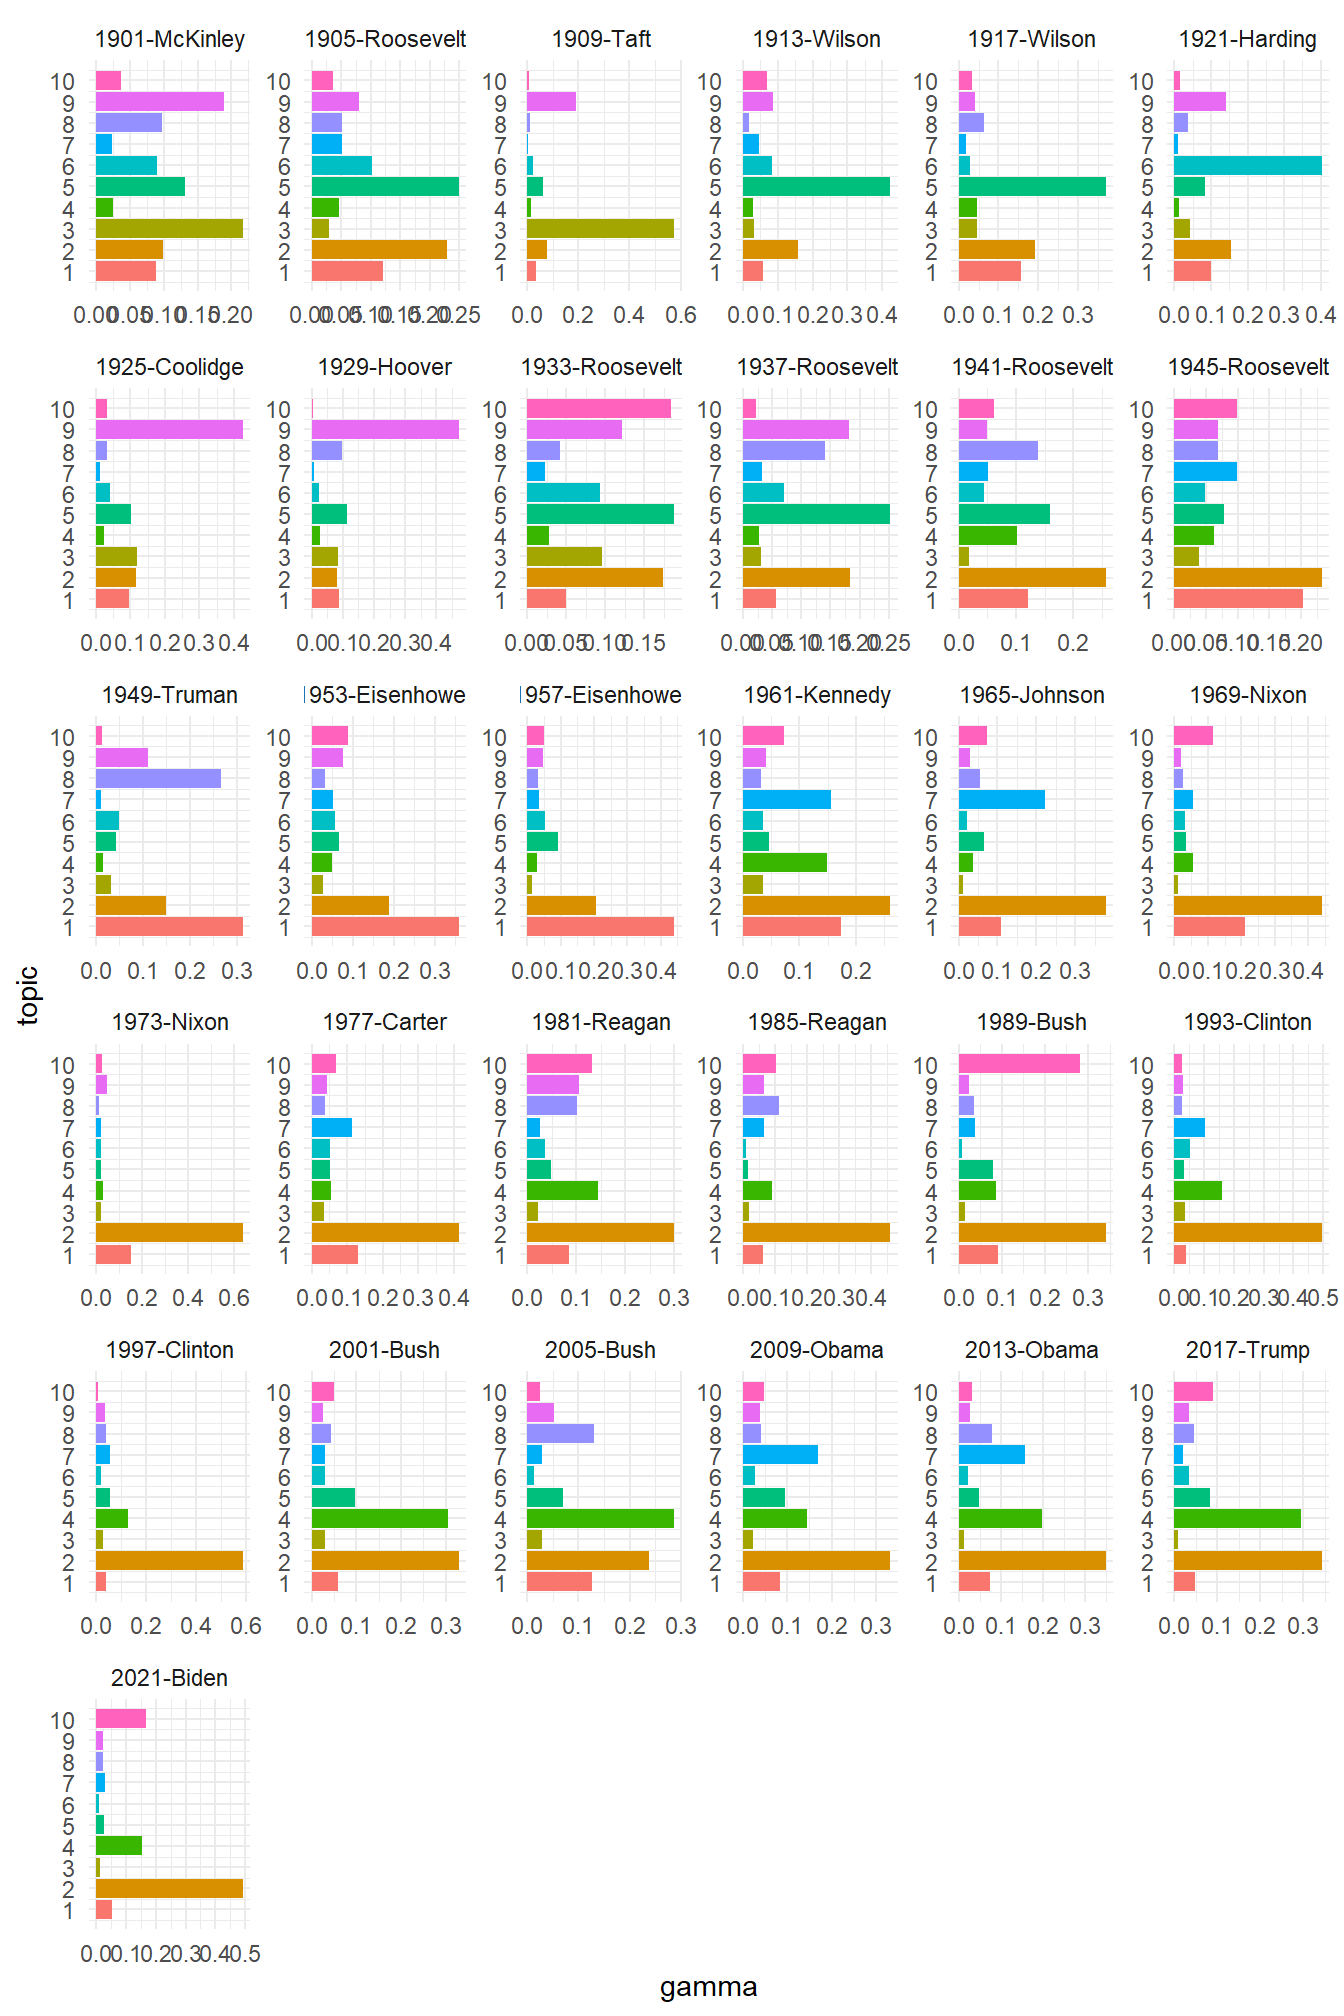 1901-McKinley 1905-Roosevelt 1909-Taft 1913-Wilson 1917-Wilson 1921-Harding
10 10 10 10 10 10
9 9 9 9 9 9
8 8 8 8 8 8
7 7 7 7 7 7
6 6 6 6 6 6
5 5 5 5 5 5
4 4 4 4 4 4
3 3 3 3 3 3
2 2 2 2 2 2
1 1 1 1 1 1
0.00 0.05 0.10 0.15 0.20 0.00 0.05 0.10 0.15 0.20 0.25 0.0 0.2 0.4 0.6 0.0 0.1 0.2 0.3 0.4 0.0 0.1 0.2 0.3 0.0 0.1 0.2 0.3 0.4
1925-Coolidge 1929-Hoover 1933-Roosevelt 1937-Roosevelt 1941-Roosevelt 1945-Roosevelt
10 10 10 10 10 10
9 9 9 9 9 9
8 8 8 8 8 8
7 7 7 7 7 7
6 6 6 6 6 6
5 5 5 5 5 5
4 4 4 4 4 4
3 3 3 3 3 3
2 2 2 2 2 2
1 1 1 1 1 1
0.0 0.1 0.2 0.3 0.4 0.0 0.1 0.2 0.3 0.4 0.00 0.05 0.10 0.15 0.00 0.05 0.10 0.15 0.20 0.25 0.0 0.1 0.2 0.00 0.05 0.10 0.15 0.20
1949-Truman 953-Eisenhowe 957-Eisenhowe 1961-Kennedy 1965-Johnson 1969-Nixon
10 10 10 10 10 10
9 9 9 9 9 9
8 8 8 8 8 8
7 7 7 7 7 7
6 6 6 6 6 6
5 5 5 5 5 5
4 4 4 4 4 4
3 3 3 3 3 3
2 2 2 2 2 2
1 1 1 1 1 1
0.0 0.1 0.2 0.3 0.0 0.1 0.2 0.3 0.0 0.1 0.2 0.3 0.4 0.0 0.1 0.2 0.0 0.1 0.2 0.3 0.0 0.1 0.2 0.3 0.4
topic
1973-Nixon 1977-Carter 1981-Reagan 1985-Reagan 1989-Bush 1993-Clinton
10 10 10 10 10 10
9 9 9 9 9 9
8 8 8 8 8 8
7 7 7 7 7 7
6 6 6 6 6 6
5 5 5 5 5 5
4 4 4 4 4 4
3 3 3 3 3 3
2 2 2 2 2 2
1 1 1 1 1 1
0.0 0.2 0.4 0.6 0.0 0.1 0.2 0.3 0.4 0.0 0.1 0.2 0.3 0.0 0.1 0.2 0.3 0.4 0.0 0.1 0.2 0.3 0.0 0.1 0.2 0.3 0.4 0.5
1997-Clinton 2001-Bush 2005-Bush 2009-Obama 2013-Obama 2017-Trump
10 10 10 10 10 10
9 9 9 9 9 9
8 8 8 8 8 8
7 7 7 7 7 7
6 6 6 6 6 6
5 5 5 5 5 5
4 4 4 4 4 4
3 3 3 3 3 3
2 2 2 2 2 2
1 1 1 1 1 1
0.0 0.2 0.4 0.6 0.0 0.1 0.2 0.3 0.0 0.1 0.2 0.3 0.0 0.1 0.2 0.3 0.0 0.1 0.2 0.3 0.0 0.1 0.2 0.3
2021-Biden
10
9
8
7
6
5
4
3
2
1
0.0 0.1 0.2 0.3 0.4 0.5
gamma